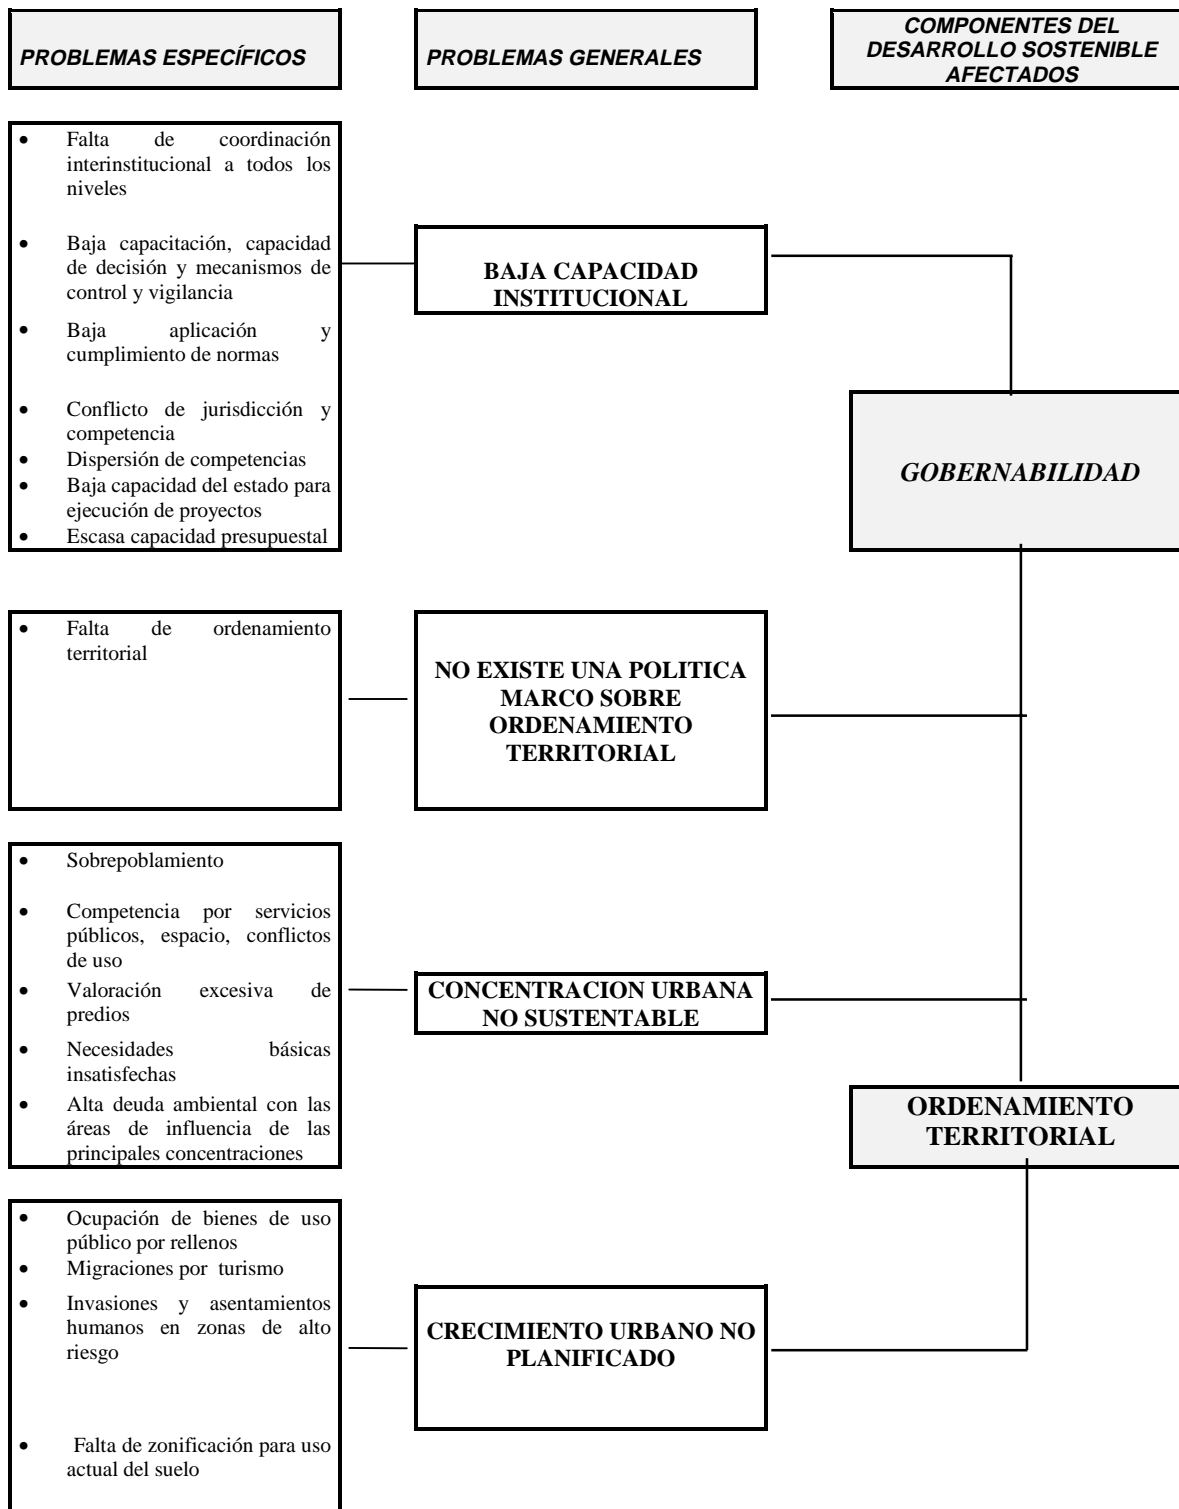 PROBLEMAS ESPECÍFICOS
PROBLEMAS GENERALES
COMPONENTES DEL
DESARROLLO SOSTENIBLE
AFECTADOS
• Falta de coordinación
interinstitucional a todos los
niveles
• Baja capacitación, capacidad
de decisión y mecanismos de
control y vigilancia
• Baja aplicación y
cumplimiento de normas
• Conflicto de jurisdicción y
competencia
• Dispersión de competencias
• Baja capacidad del estado para
ejecución de proyectos
• Escasa capacidad presupuestal
BAJA CAPACIDAD
INSTITUCIONAL
GOBERNABILIDAD
• Falta de ordenamiento
territorial
NO EXISTE UNA POLITICA
MARCO SOBRE
ORDENAMIENTO
TERRITORIAL
• Sobrepoblamiento
• Competencia por servicios
públicos, espacio, conflictos
de uso
• Valoración excesiva de
predios
• Necesidades básicas
insatisfechas
• Alta deuda ambiental con las
áreas de influencia de las
principales concentraciones
CONCENTRACION URBANA
NO SUSTENTABLE
ORDENAMIENTO
TERRITORIAL
• Ocupación de bienes de uso
público por rellenos
• Migraciones por turismo
• Invasiones y asentamientos
humanos en zonas de alto
riesgo
• Falta de zonificación para uso
actual del suelo
CRECIMIENTO URBANO NO
PLANIFICADO